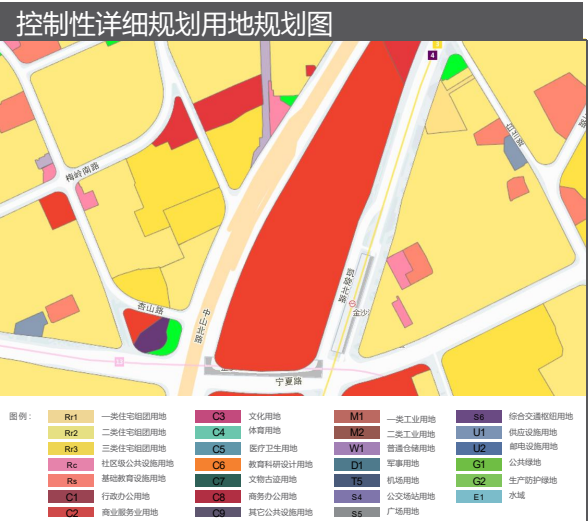 控制性详细规划用地规划图
4
梅岭南路
杏山路
中山北路
凯旋北路
金沙
宁夏路
图例：
Rr1 一类住宅组团用地
Rr2 二类住宅组团用地
Rr3 三类住宅组团用地
Rc 社区级公共设施用地
Rs 基础教育设施用地
C1 行政办公用地
C2 商业服务业用地
C3 文化用地
C4 体育用地
C5 医疗卫生用地
C6 教育科研设计用地
C7 文物古迹用地
C8 商务办公用地
C9 其它公共设施用地
M1 一类工业用地
M2 二类工业用地
W1 普通仓储用地
D1 军事用地
T5 机场用地
S4 公交场站用地
S5 广场用地
S6 综合交通枢纽用地
U1 供应设施用地
U2 邮电设施用地
G1 公共绿地
G2 生产防护绿地
E1 水域